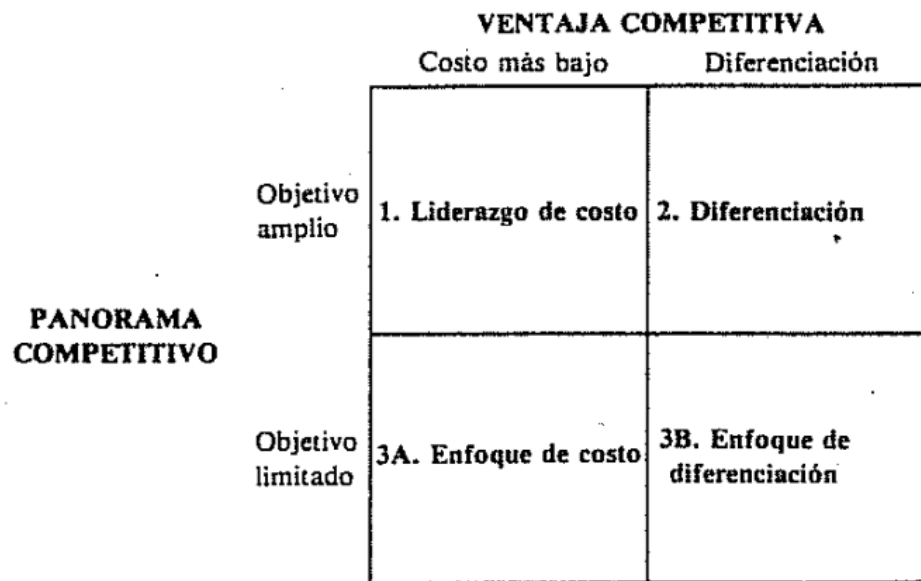 VENTAJA COMPETITIVA
Costo más bajo Diferenciación
Objetivo
amplio
1. Liderazgo de costo
2. Diferenciación
PANORAMA
COMPETITIVO
Objetivo
limitado
3A. Enfoque de costo
3B. Enfoque de
diferenciación